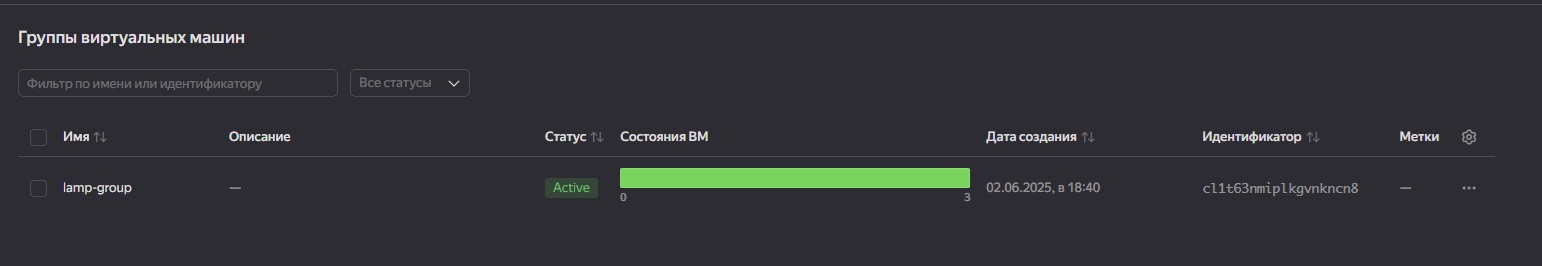 Группы виртуальных машин
Фильтр по имени или идентификатору Все статусы
Имя Описание Статус Состояния ВМ Дата создания Идентификатор Метки
lamp-group — Active 02.06.2025, в 18:40 cl1t63nmiplkgvnkncn8 —
0 3